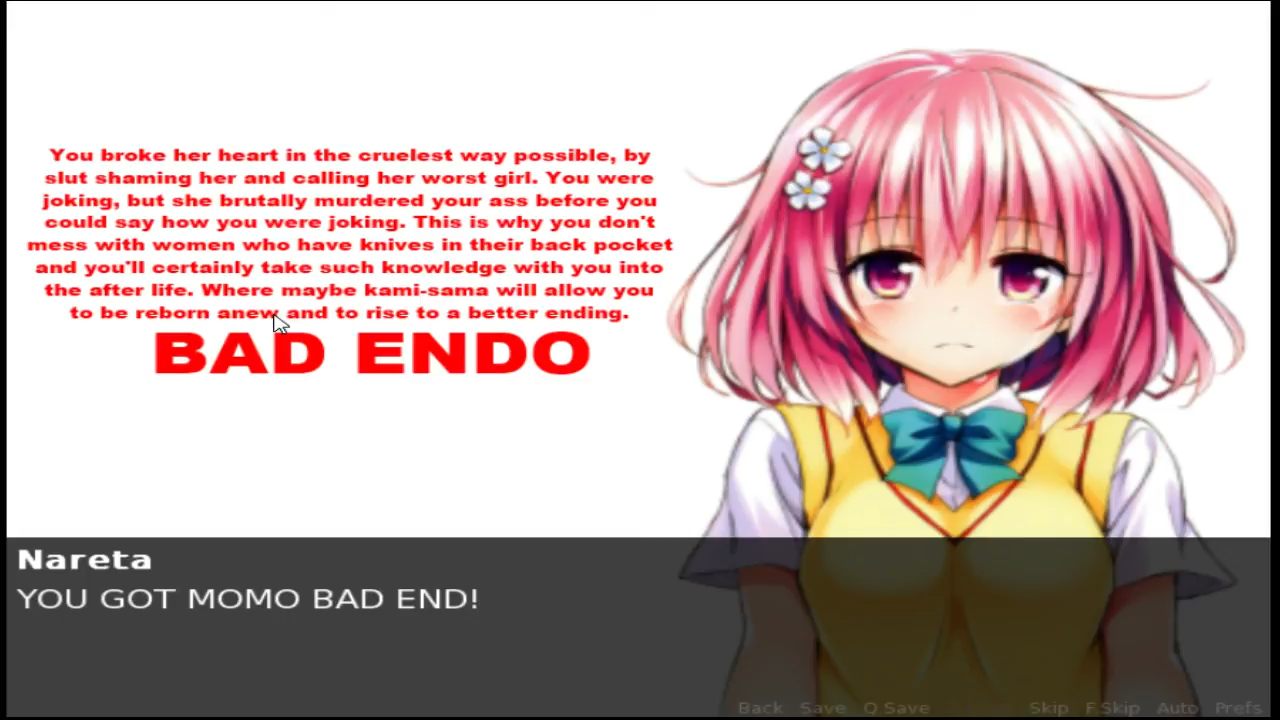 You broke her heart in the cruelest way possible, by
slut shaming her and calling her worst girl. You were
joking, but she brutally murdered your ass before you
could say how you were joking. This is why you don't
mess with women who have knives in their back pocket
and you'll certainly take such knowledge with you into
the after life. Where maybe kami-sama will allow you
to be reborn anew and to rise to a better ending.
BAD ENDO
Nareta
YOU GOT MOMO BAD END!
Back Save Q.Save Skip F.Skip Auto Prefs